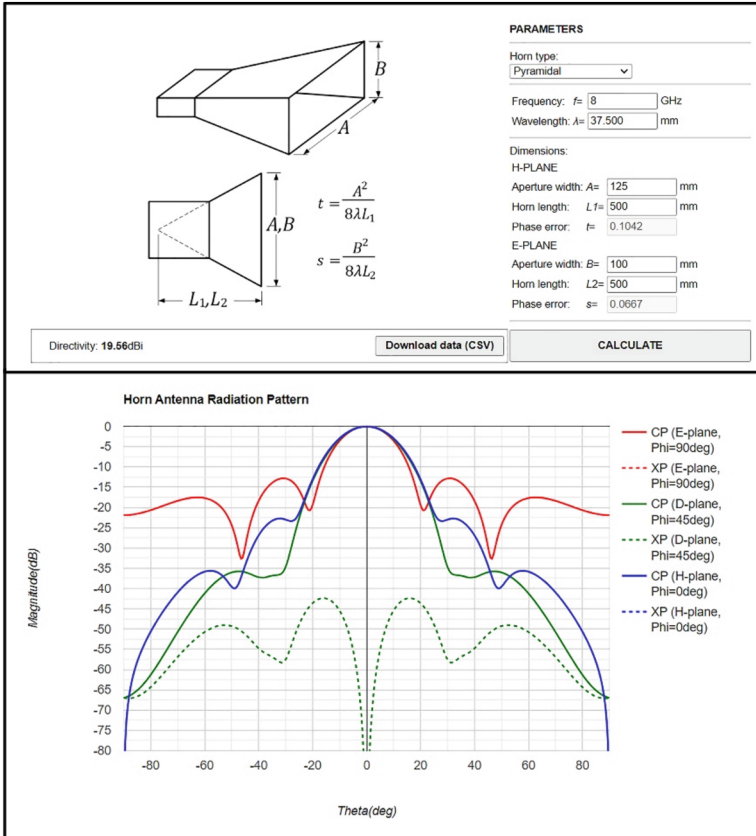 PARAMETERS
Horn type:
Pyramidal
Frequency: f= 8 GHz
Wavelength: λ= 37.500 mm
Dimensions:
H-PLANE
Aperture width: A= 125 mm
Horn length: L1= 500 mm
Phase error: t= 0.1042
E-PLANE
Aperture width: B= 100 mm
Horn length: L2= 500 mm
Phase error: s= 0.0667
CALCULATE
B
A
A,B
L₁,L₂
t = A² / 8λL₁
s = B² / 8λL₂
Directivity: 19.56dBi
Download data (CSV)
Horn Antenna Radiation Pattern
Magnitude(dB)
0
-5
-10
-15
-20
-25
-30
-35
-40
-45
-50
-55
-60
-65
-70
-75
-80
-80 -60 -40 -20 0 20 40 60 80
Theta(deg)
CP (E-plane,
Phi=90deg)
XP (E-plane,
Phi=90deg)
CP (D-plane,
Phi=45deg)
XP (D-plane,
Phi=45deg)
CP (H-plane,
Phi=0deg)
XP (H-plane,
Phi=0deg)